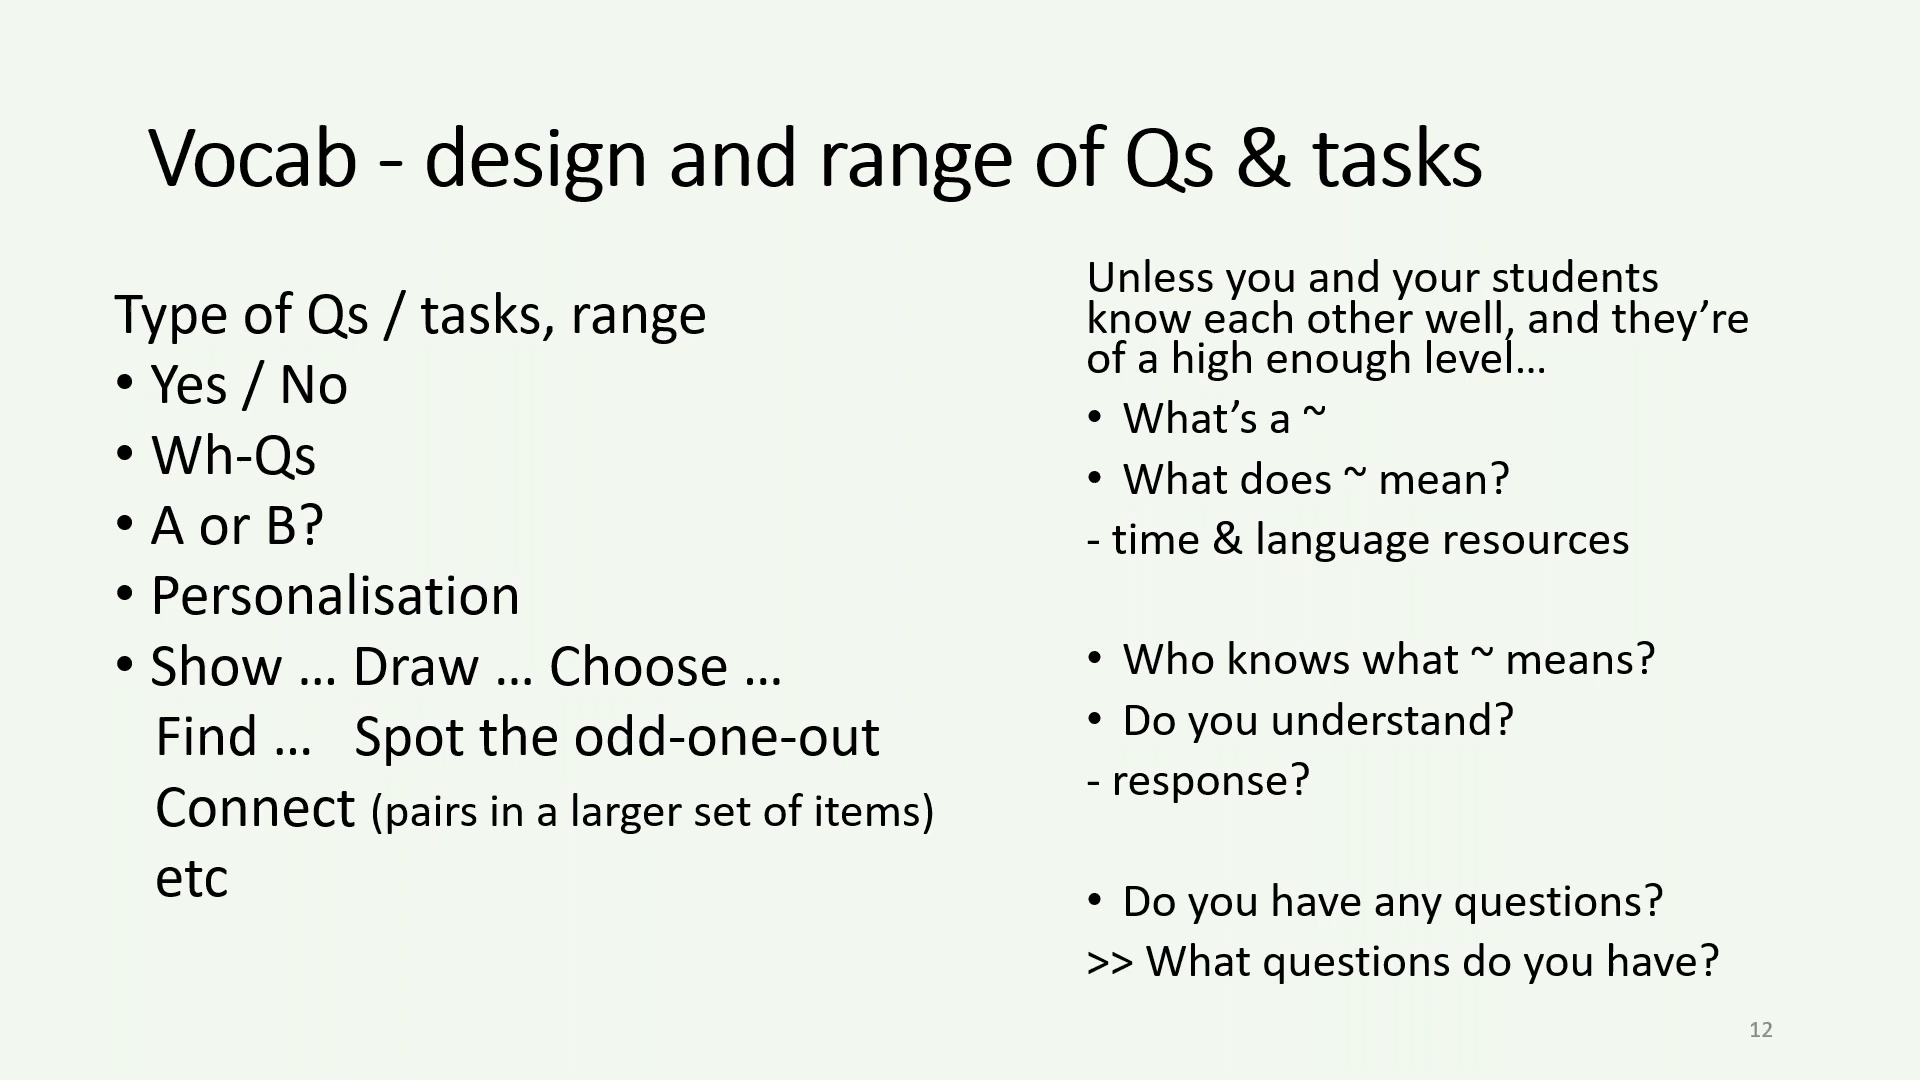 Vocab - design and range of Qs & tasks
Type of Qs / tasks, range
• Yes / No
• Wh-Qs
• A or B?
• Personalisation
• Show … Draw … Choose …
Find … Spot the odd-one-out
Connect (pairs in a larger set of items)
etc
Unless you and your students
know each other well, and they’re
of a high enough level…
• What’s a ~
• What does ~ mean?
- time & language resources
• Who knows what ~ means?
• Do you understand?
- response?
• Do you have any questions?
>> What questions do you have?
12